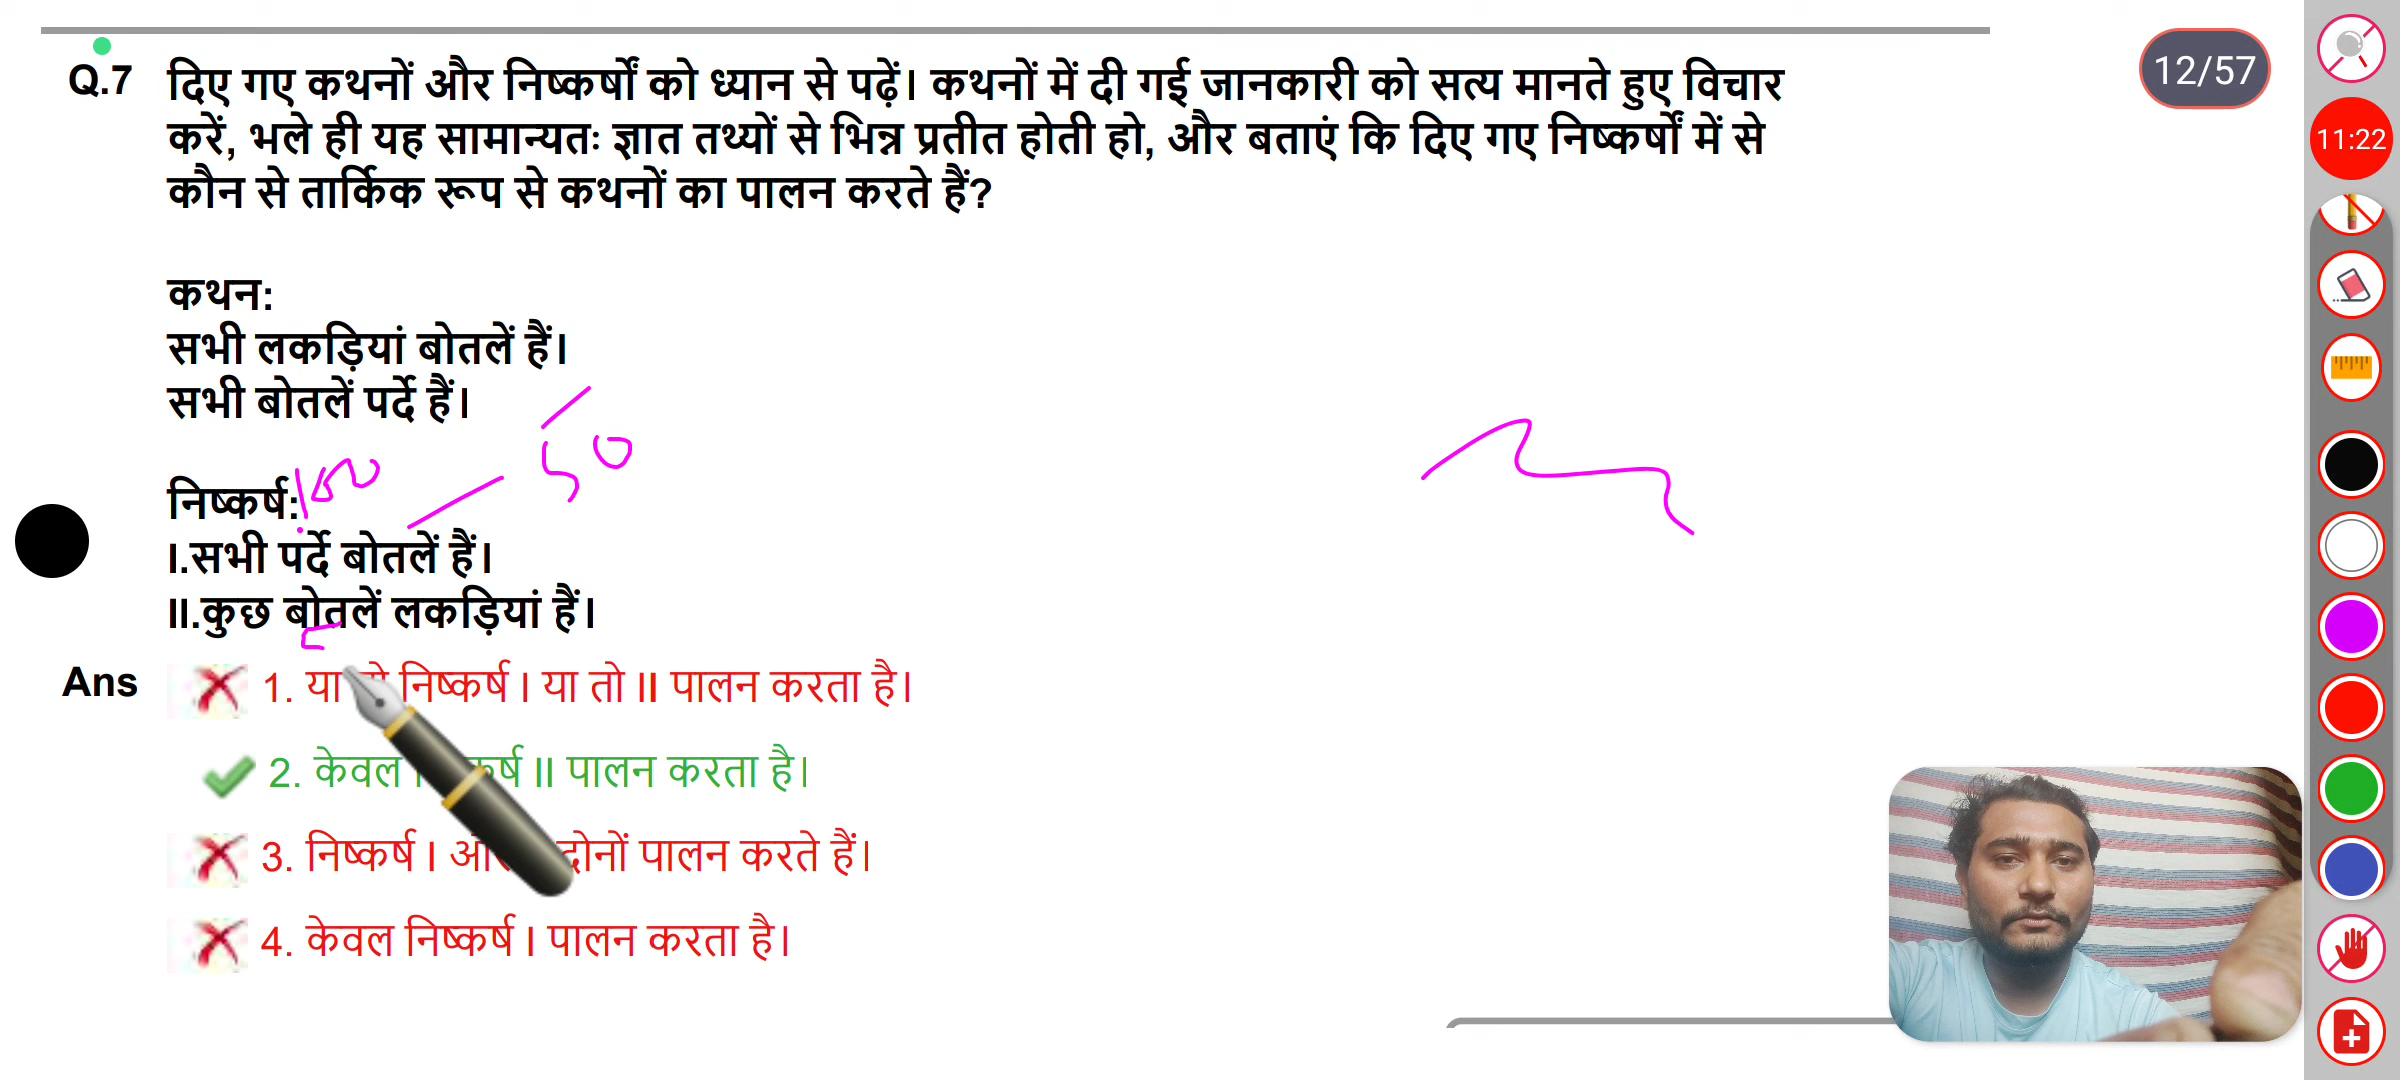 12/57
11:22
Q.7 दिए गए कथनों और निष्कर्षों को ध्यान से पढ़ें। कथनों में दी गई जानकारी को सत्य मानते हुए विचार
करें, भले ही यह सामान्यतः ज्ञात तथ्यों से भिन्न प्रतीत होती हो, और बताएं कि दिए गए निष्कर्षों में से
कौन से तार्किक रूप से कथनों का पालन करते हैं?
कथन:
सभी लकड़ियां बोतलें हैं।
सभी बोतलें पर्दे हैं।
50
100
निष्कर्ष:
I.सभी पर्दे बोतलें हैं।
II.कुछ बोतलें लकड़ियां हैं।
Ans 1. या निष्कर्ष I या तो II पालन करता है।
2. केवल II पालन करता है।
3. निष्कर्ष I दोनों पालन करते हैं।
4. केवल निष्कर्ष I पालन करता है।